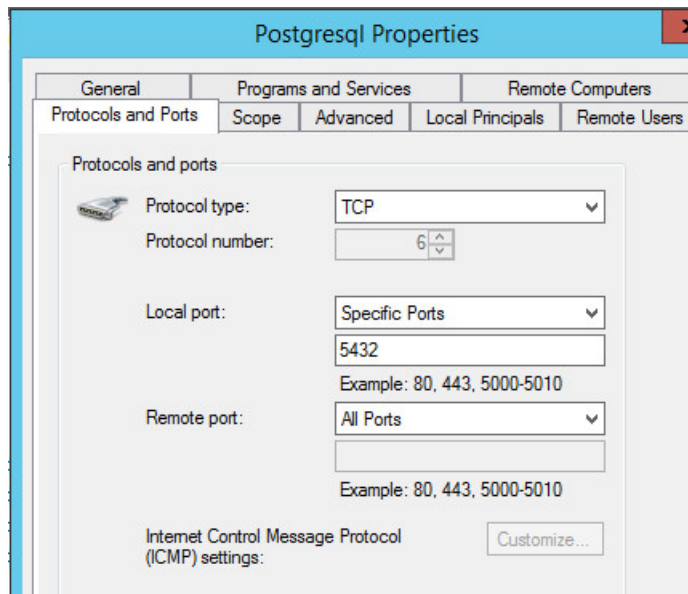 Postgresql Properties
General Programs and Services Remote Computers
Protocols and Ports Scope Advanced Local Principals Remote Users
Protocols and ports
Protocol type: TCP
Protocol number: 6
Local port: Specific Ports
5432
Example: 80, 443, 5000-5010
Remote port: All Ports
Example: 80, 443, 5000-5010
Internet Control Message Protocol
(ICMP) settings:
Customize...